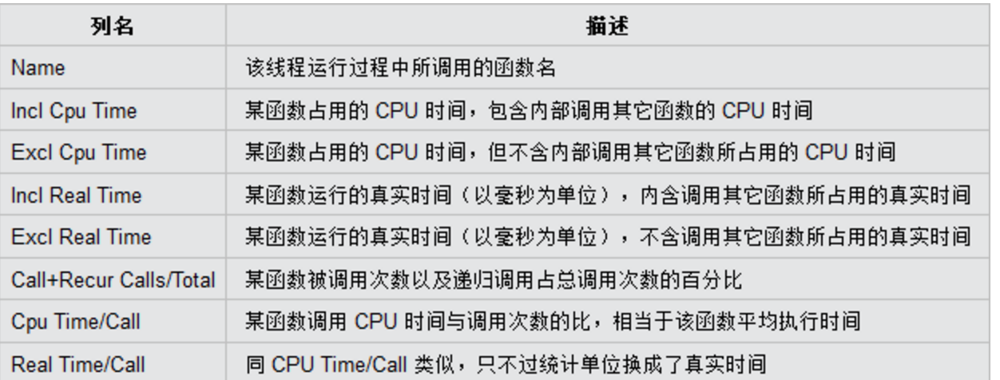 列名 描述
Name 该线程运行过程中所调用的函数名
Incl Cpu Time 某函数占用的 CPU 时间，包含内部调用其它函数的 CPU 时间
Excl Cpu Time 某函数占用的 CPU 时间，但不含内部调用其它函数所占用的 CPU 时间
Incl Real Time 某函数运行的真实时间（以毫秒为单位），内含调用其它函数所占用的真实时间
Excl Real Time 某函数运行的真实时间（以毫秒为单位），不含调用其它函数所占用的真实时间
Call+Recur Calls/Total 某函数被调用次数以及递归调用占总调用次数的百分比
Cpu Time/Call 某函数调用 CPU 时间与调用次数的比，相当于该函数平均执行时间
Real Time/Call 同 CPU Time/Call 类似，只不过统计单位换成了真实时间